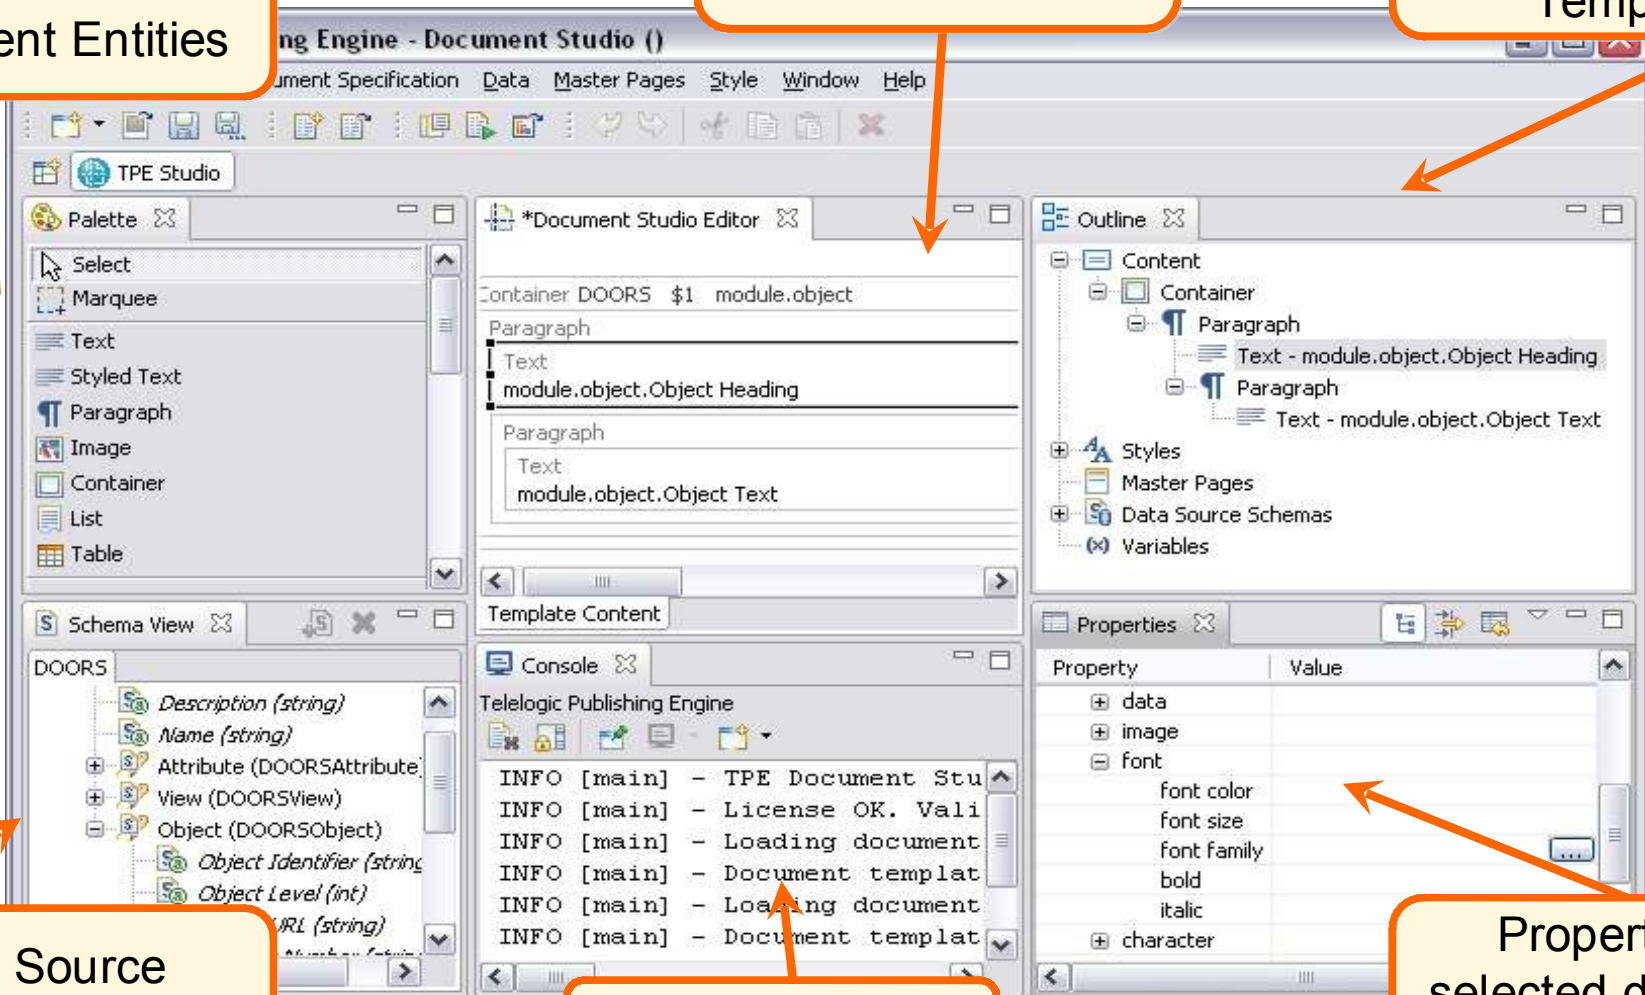 Entities
Engine - Document Studio ()
Specification Data Master Pages Style Window Help
TPE Studio
Palette
Select
Marquee
Text
Styled Text
Paragraph
Image
Container
List
Table
*Document Studio Editor
Container DOORS $1 module.object
Paragraph
Text
module.object.Object Heading
Paragraph
Text
module.object.Object Text
Template Content
Outline
Content
Container
Paragraph
Text - module.object.Object Heading
Paragraph
Text - module.object.Object Text
Styles
Master Pages
Data Source Schemas
(x) Variables
Schema View
DOORS
Description (string)
Name (string)
Attribute (DOORSAttribute)
View (DOORSView)
Object (DOORSObject)
Object Identifier (string
Object Level (int)
URL (string)
Source
Console
Telelogic Publishing Engine
INFO [main] - TPE Document Stu
INFO [main] - License OK. Vali
INFO [main] - Loading document
INFO [main] - Document templat
INFO [main] - Loading document
INFO [main] - Document templat
Properties
Property Value
data
image
font
font color
font size
font family
bold
italic
character
Propert
selected d